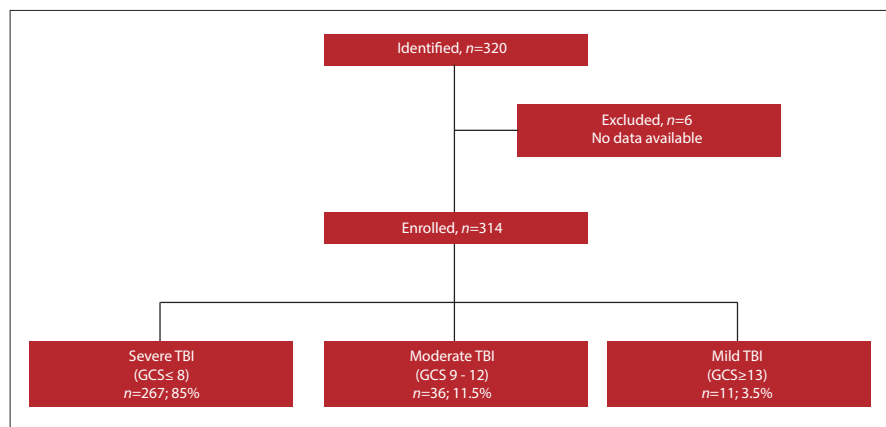 Identified, n=320
Excluded, n=6
No data available
Enrolled, n=314
Severe TBI
(GCS≤ 8)
n=267; 85%
Moderate TBI
(GCS 9 - 12)
n=36; 11.5%
Mild TBI
(GCS≥13)
n=11; 3.5%